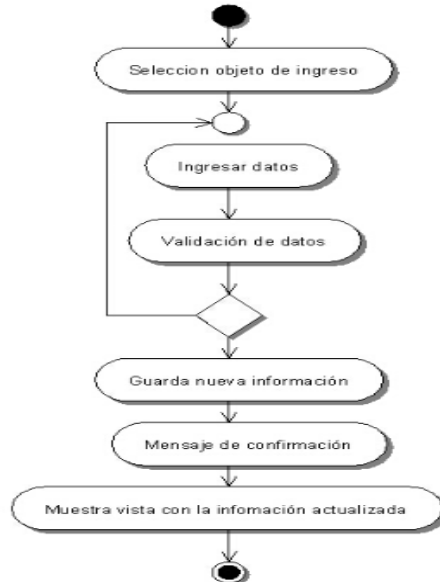 Seleccion objeto de ingreso
Ingresar datos
Validación de datos
Guarda nueva información
Mensaje de confirmación
Muestra vista con la infomación actualizada